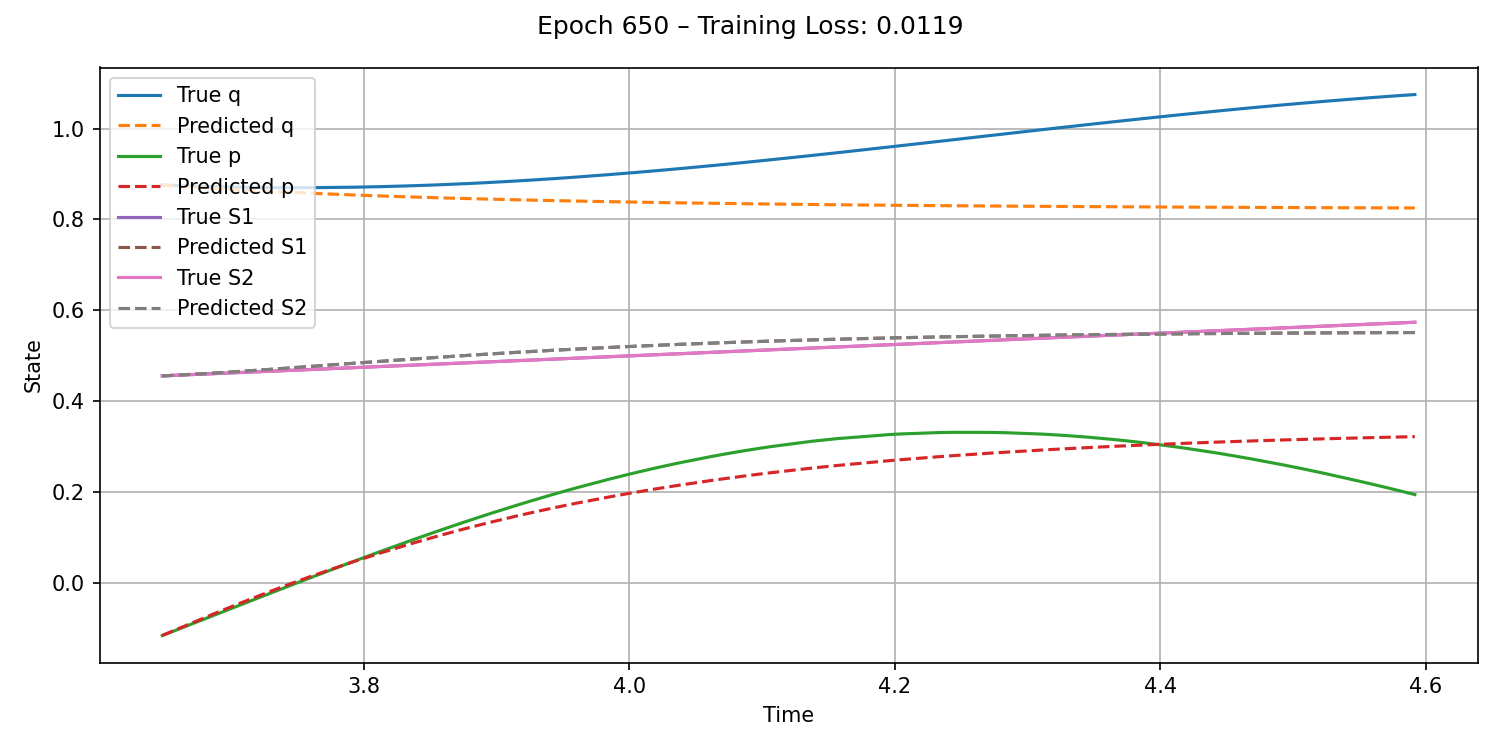 Epoch 650 – Training Loss: 0.0119
True q
Predicted q
True p
Predicted p
True S1
Predicted S1
True S2
Predicted S2
1.0
0.8
0.6
0.4
0.2
0.0
State
3.8
4.0
4.2
4.4
4.6
Time